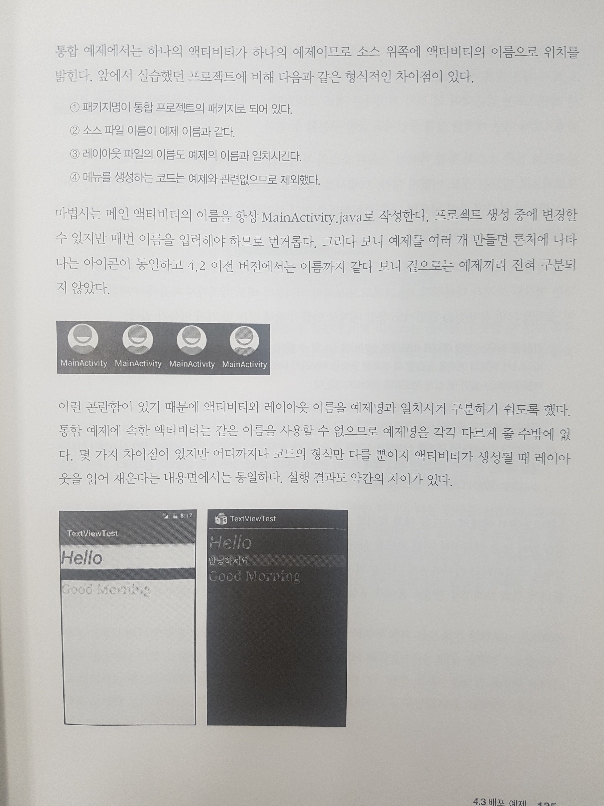 통합 예제에서는 하나의 액티비티가 하나의 예제이므로 소스 위쪽에 액티비티의 이름으로 위치를
밝힌다. 앞에서 실습했던 프로젝트에 비해 다음과 같은 형식적인 차이점이 있다.
① 패키지명이 통합 프로젝트의 패키지로 되어 있다.
② 소스 파일 이름이 예제 이름과 같다.
③ 레이아웃 파일의 이름도 예제의 이름과 일치시킨다.
④ 메뉴를 생성하는 코드는 예제와 관련없으므로 제외했다.
마법사는 메인 액티비티의 이름을 항상 MainActivity.java로 작성한다. 프로젝트 생성 중에 변경할
수 있지만 매번 이름을 입력해야 하므로 번거롭다. 그러다 보니 예제를 여러 개 만들면 론처에 나타
나는 아이콘이 동일하고 4.2 이전 버전에서는 이름까지 같다 보니 겉으로는 예제끼리 전혀 구분되
지 않았다.
MainActivity MainActivity MainActivity MainActivity
이런 곤란함이 있기 때문에 액티비티와 레이아웃 이름을 예제명과 일치시켜 구분하기 쉽도록 했다.
통합 예제에 속한 액티비티는 같은 이름을 사용할 수 없으므로 예제명은 각각 다르게 줄 수밖에 없
다. 몇 가지 차이점이 있지만 어디까지나 코드의 형식만 다를 뿐이지 액티비티가 생성될 때 레이아
웃을 읽어 채운다는 내용면에서는 동일하다. 실행 결과도 약간의 차이가 있다.
TextViewTest
Hello
Good Morning
TextViewTest
Hello
안녕하세요
Good Morning
4.3 배포 예제